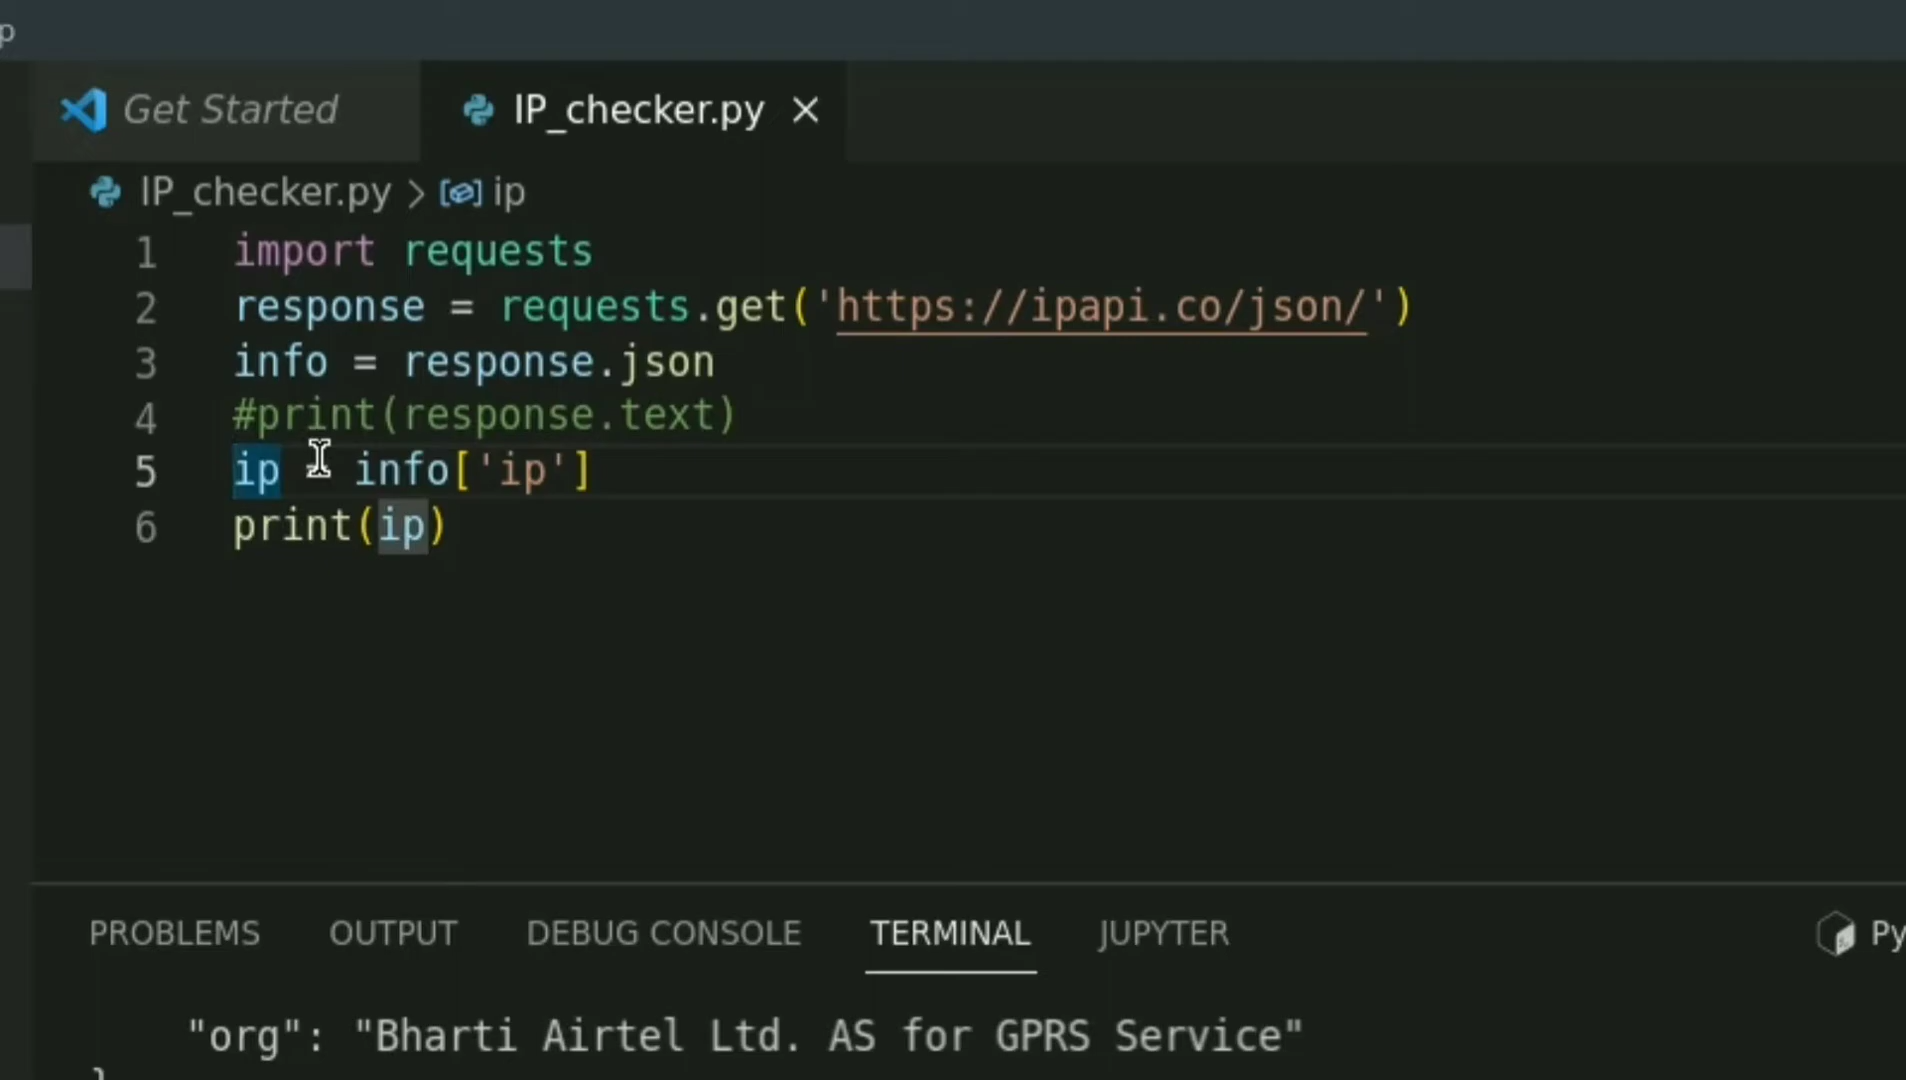 p
Get Started IP_checker.py ×
IP_checker.py > ip
1 import requests
2 response = requests.get('https://ipapi.co/json/')
3 info = response.json
4 #print(response.text)
5 ip = info['ip']
6 print(ip)
PROBLEMS OUTPUT DEBUG CONSOLE TERMINAL JUPYTER Py
"org": "Bharti Airtel Ltd. AS for GPRS Service"
}